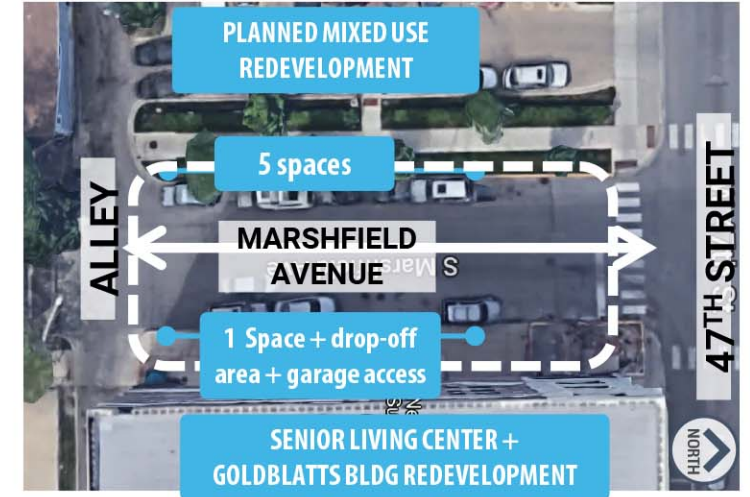 PLANNED MIXED USE
REDEVELOPMENT
5 spaces
ALLEY
MARSHFIELD
AVENUE
47TH STREET
1 Space + drop-off
area + garage access
SENIOR LIVING CENTER +
GOLDBLATTS BLDG REDEVELOPMENT
NORTH